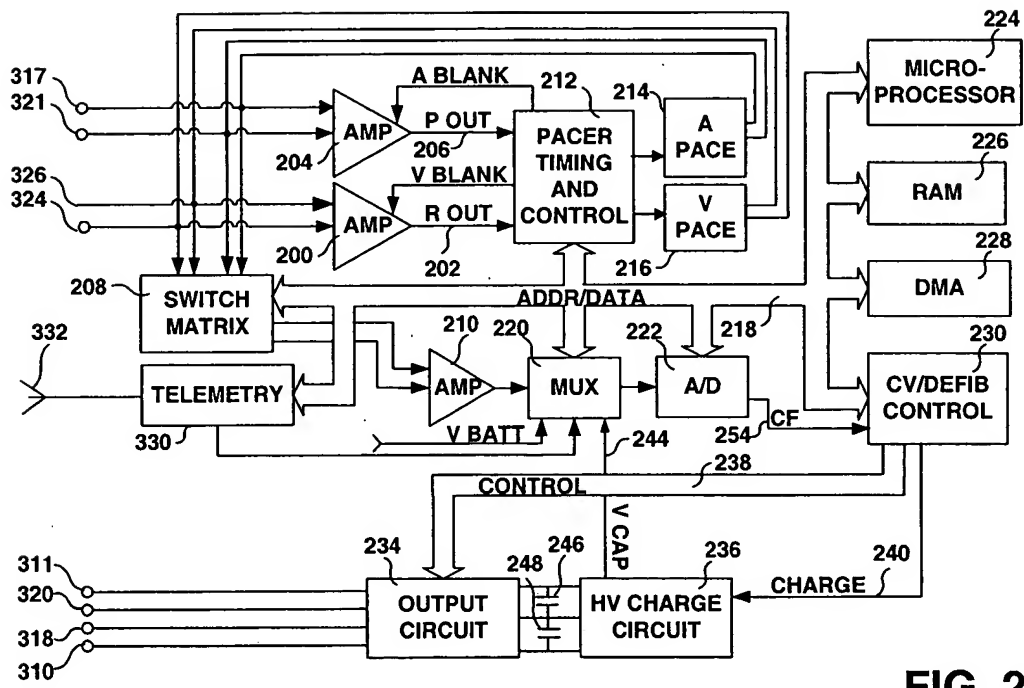 224
317
321
A BLANK
212
214
MICRO-
PROCESSOR
AMP
P OUT
PACER
TIMING
AND
CONTROL
A
PACE
204
206
226
326
V BLANK
RAM
324
AMP
R OUT
V
PACE
200
202
216
228
208
SWITCH
MATRIX
ADDR/DATA
DMA
210
220
222
218
230
332
TELEMETRY
AMP
MUX
A/D
CV/DEFIB
CONTROL
330
V BATT
244
254
CF
238
CONTROL
V CAP
234
246
236
240
311
248
CHARGE
320
OUTPUT
CIRCUIT
HV CHARGE
CIRCUIT
318
310
FIG. 2